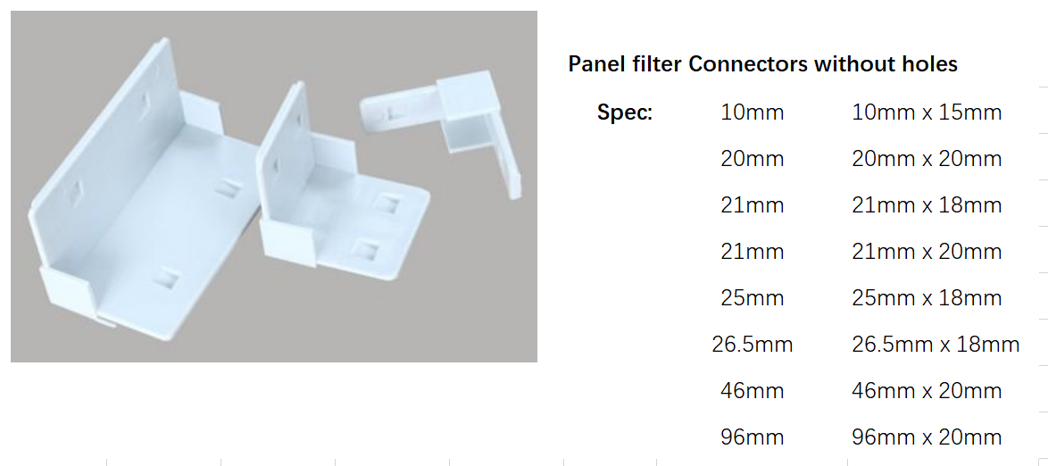 Panel filter Connectors without holes
Spec: 10mm 10mm x 15mm
20mm 20mm x 20mm
21mm 21mm x 18mm
21mm 21mm x 20mm
25mm 25mm x 18mm
26.5mm 26.5mm x 18mm
46mm 46mm x 20mm
96mm 96mm x 20mm